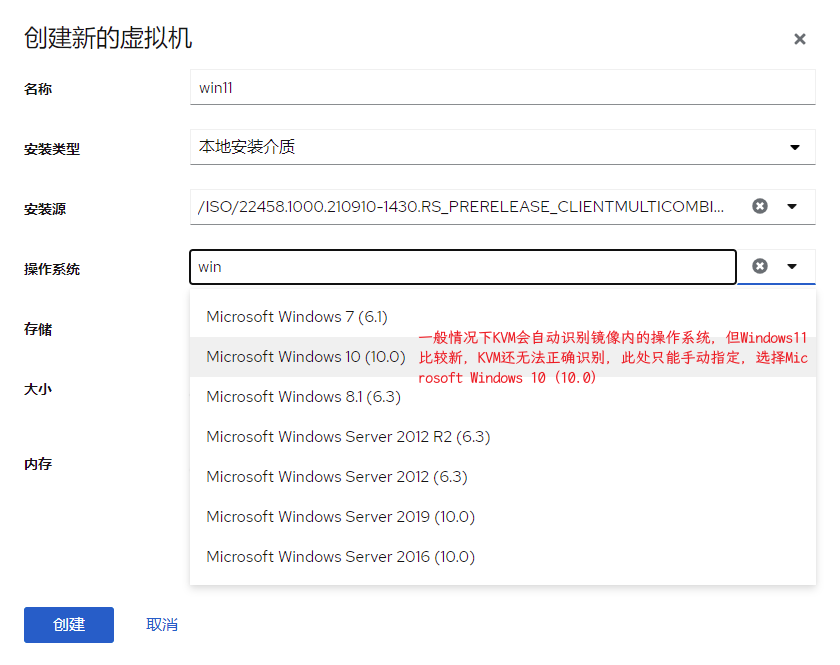 创建新的虚拟机
名称
win11
安装类型
本地安装介质
安装源
/ISO/22458.1000.210910-1430.RS_PRERELEASE_CLIENTMULTICOMBI...
操作系统
win
Microsoft Windows 7 (6.1)
Microsoft Windows 10 (10.0)
Microsoft Windows 8.1 (6.3)
Microsoft Windows Server 2012 R2 (6.3)
Microsoft Windows Server 2012 (6.3)
Microsoft Windows Server 2019 (10.0)
Microsoft Windows Server 2016 (10.0)
一般情况下KVM会自动识别镜像内的操作系统，但Windows11
比较新，KVM还无法正确识别，此处只能手动指定，选择Mic
rosoft Windows 10 (10.0)
存储
大小
内存
创建
取消